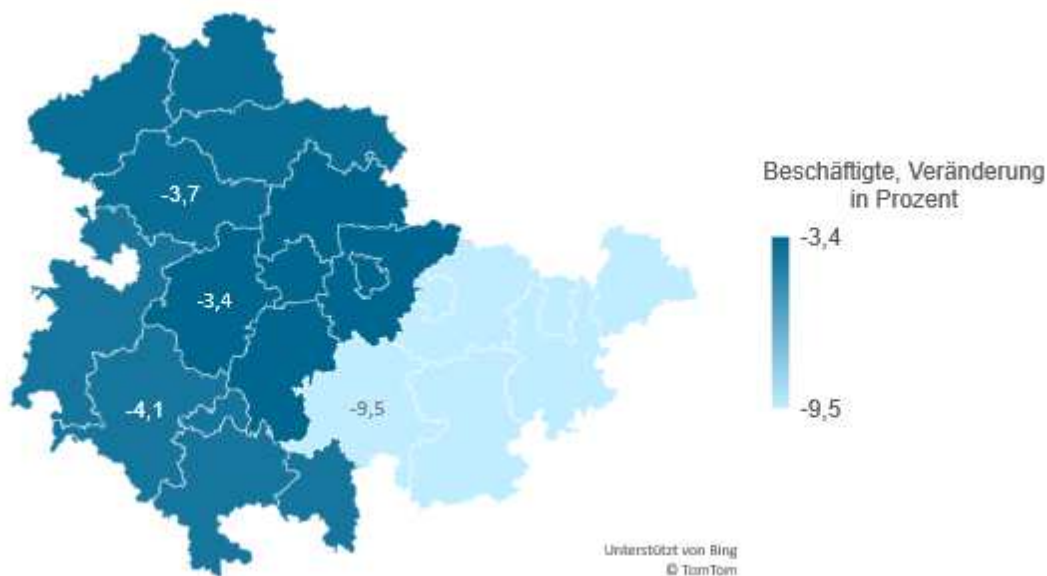 -3,7
-3,4
-4,1
-9,5
Beschäftigte, Veränderung
in Prozent
-3,4
-9,5
Unterstützt von Bing
© TomTom